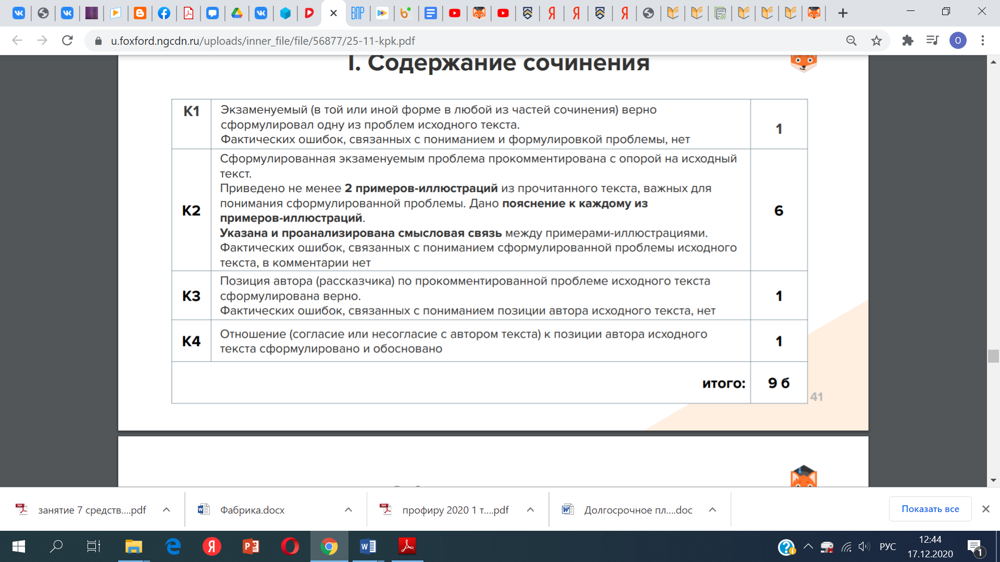 ВПР
u.foxford.ngcdn.ru/uploads/inner_file/file/56877/25-11-kpk.pdf
О
I. Содержание сочинения
К1
Экзаменуемый (в той или иной форме в любой из частей сочинения) верно
сформулировал одну из проблем исходного текста.
Фактических ошибок, связанных с пониманием и формулировкой проблемы, нет
1
К2
Сформулированная экзаменуемым проблема прокомментирована с опорой на исходный
текст.
Приведено не менее 2 примеров-иллюстраций из прочитанного текста, важных для
понимания сформулированной проблемы. Дано пояснение к каждому из
примеров-иллюстраций.
Указана и проанализирована смысловая связь между примерами-иллюстрациями.
Фактических ошибок, связанных с пониманием сформулированной проблемы исходного
текста, в комментарии нет
6
К3
Позиция автора (рассказчика) по прокомментированной проблеме исходного текста
сформулирована верно.
Фактических ошибок, связанных с пониманием позиции автора исходного текста, нет
1
К4
Отношение (согласие или несогласие с автором текста) к позиции автора исходного
текста сформулировано и обосновано
1
итого:
9 б
41
занятие 7 средств....pdf
Фабрика.docx
профиру 2020 1 т....pdf
Долгосрочное пл....doc
Показать все
РУС
12:44
17.12.2020
1